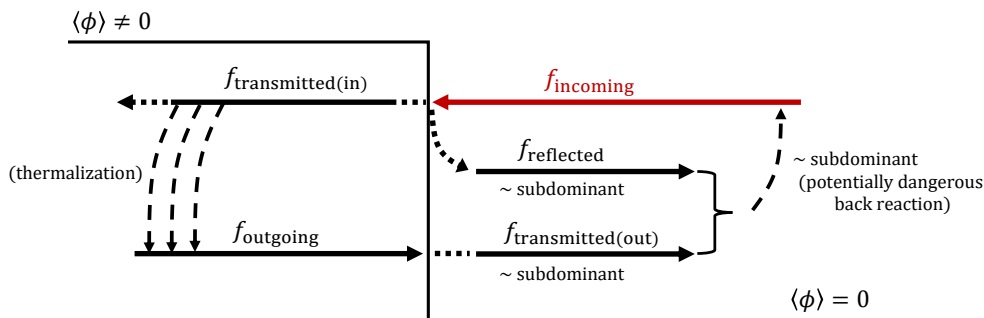 ⟨ϕ⟩ ≠ 0
f_transmitted(in)
f_incoming
(thermalization)
f_reflected
~ subdominant
~ subdominant
(potentially dangerous
back reaction)
f_outgoing
f_transmitted(out)
~ subdominant
⟨ϕ⟩ = 0